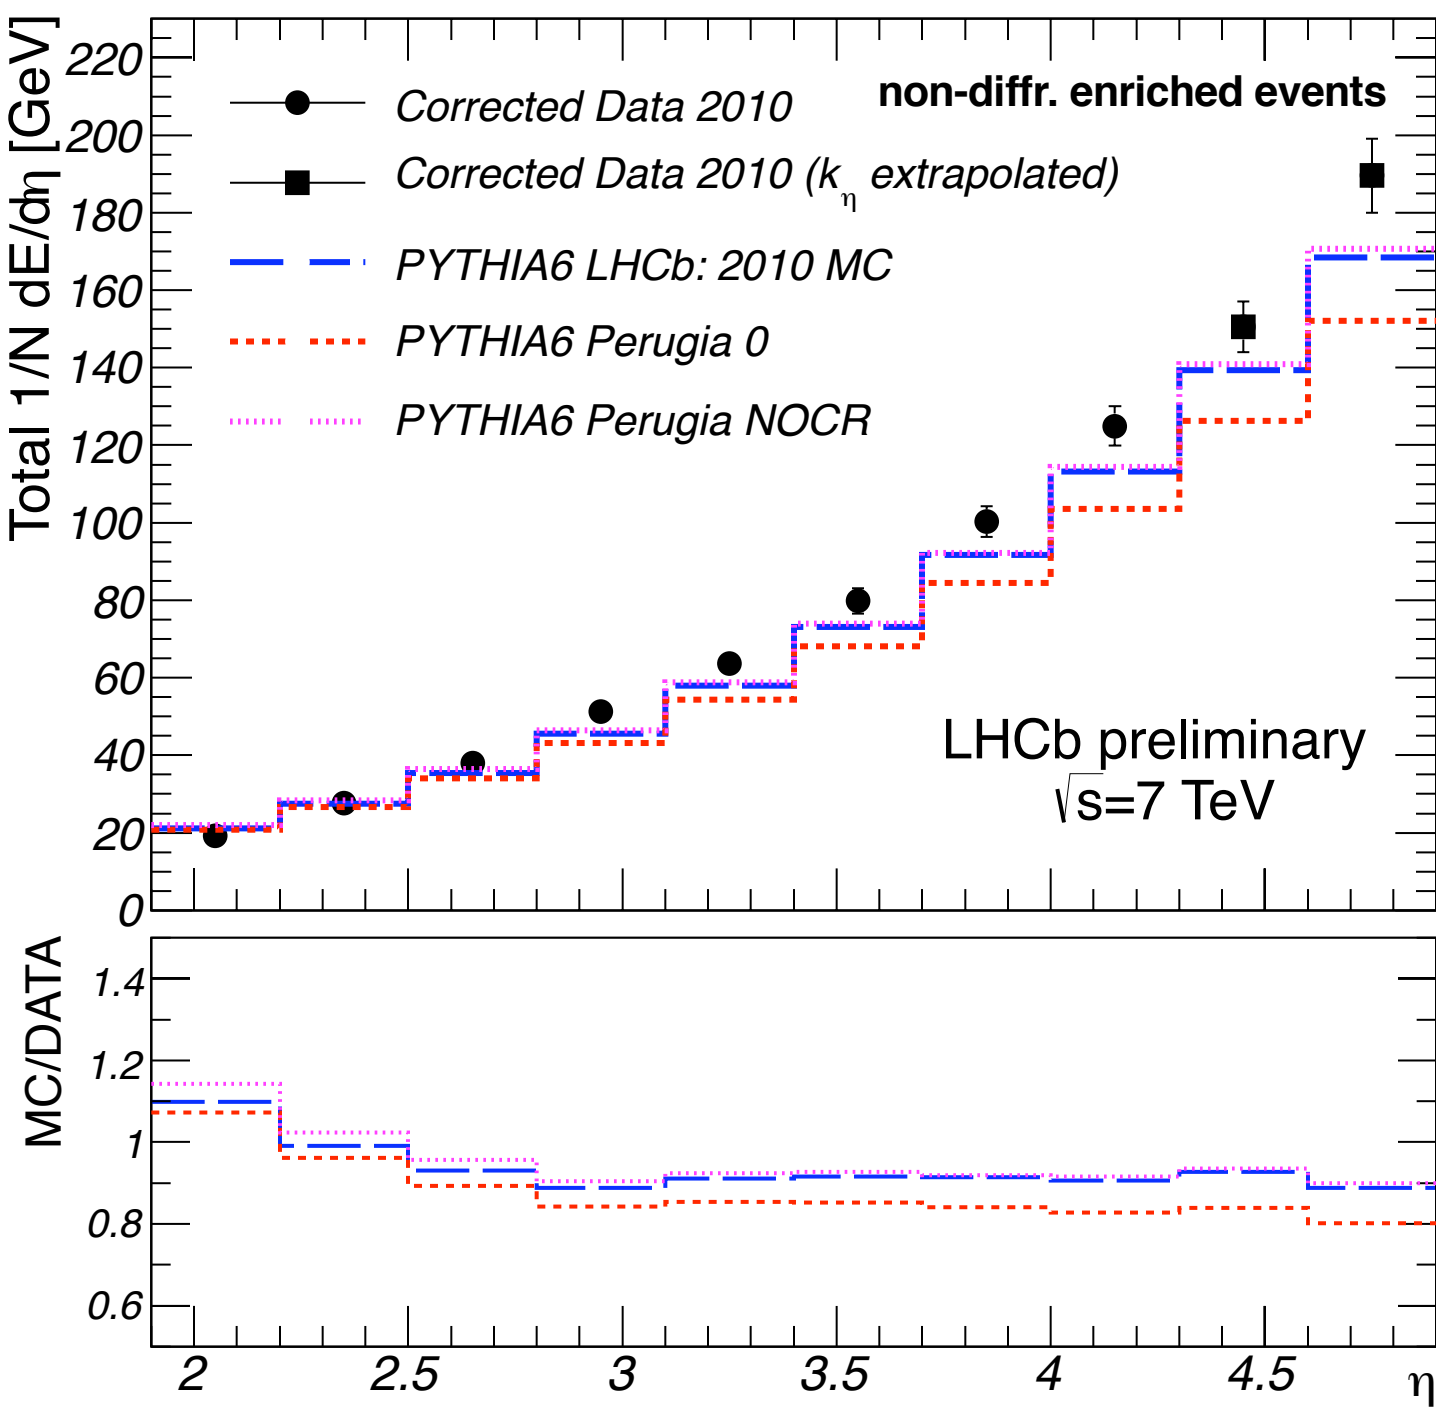 Total 1/N dE/dη [GeV]
220
200
180
160
140
120
100
80
60
40
20
0
non-diffr. enriched events
Corrected Data 2010
Corrected Data 2010 (kη extrapolated)
PYTHIA6 LHCb: 2010 MC
PYTHIA6 Perugia 0
PYTHIA6 Perugia NOCR
LHCb preliminary
√s=7 TeV
MC/DATA
1.4
1.2
1
0.8
0.6
2 2.5 3 3.5 4 4.5 η